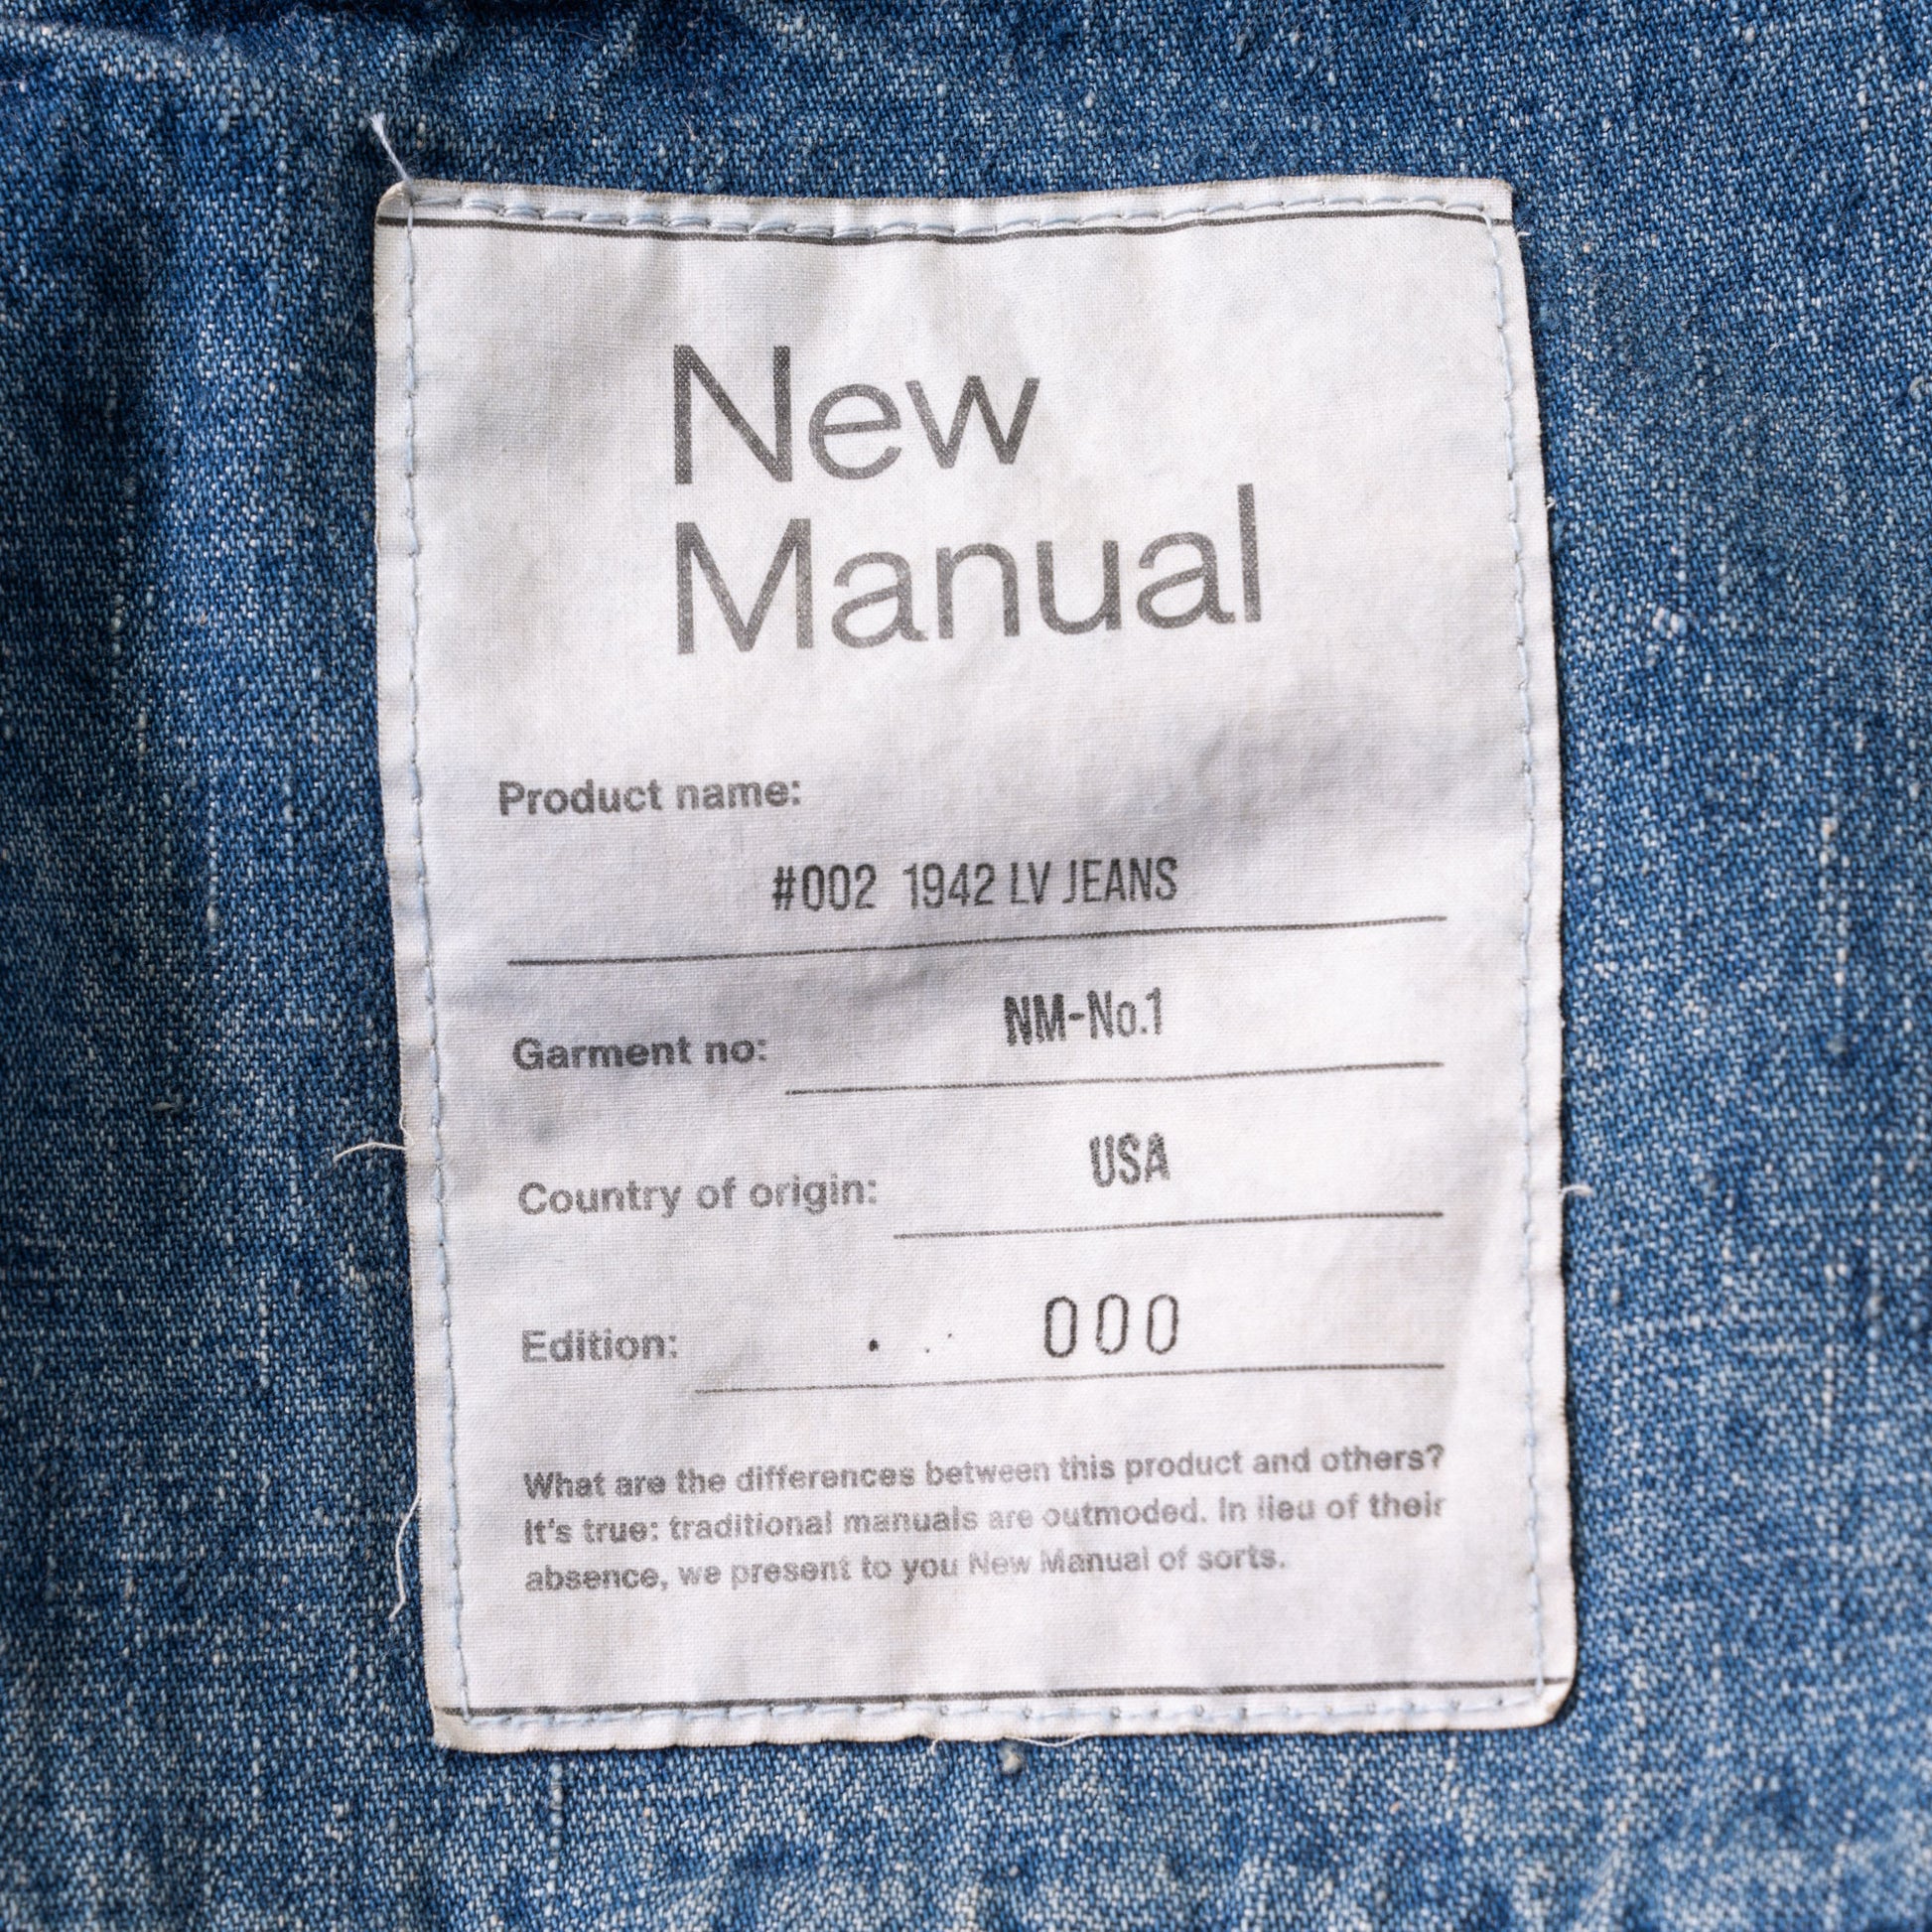 New
Manual
Product name:
#002 1942 LV JEANS
Garment no: NM-No.1
Country of origin: USA
Edition: 000
What are the differences between this product and others?
It's true: traditional manuals are outmoded. In lieu of their
absence, we present to you New Manual of sorts.